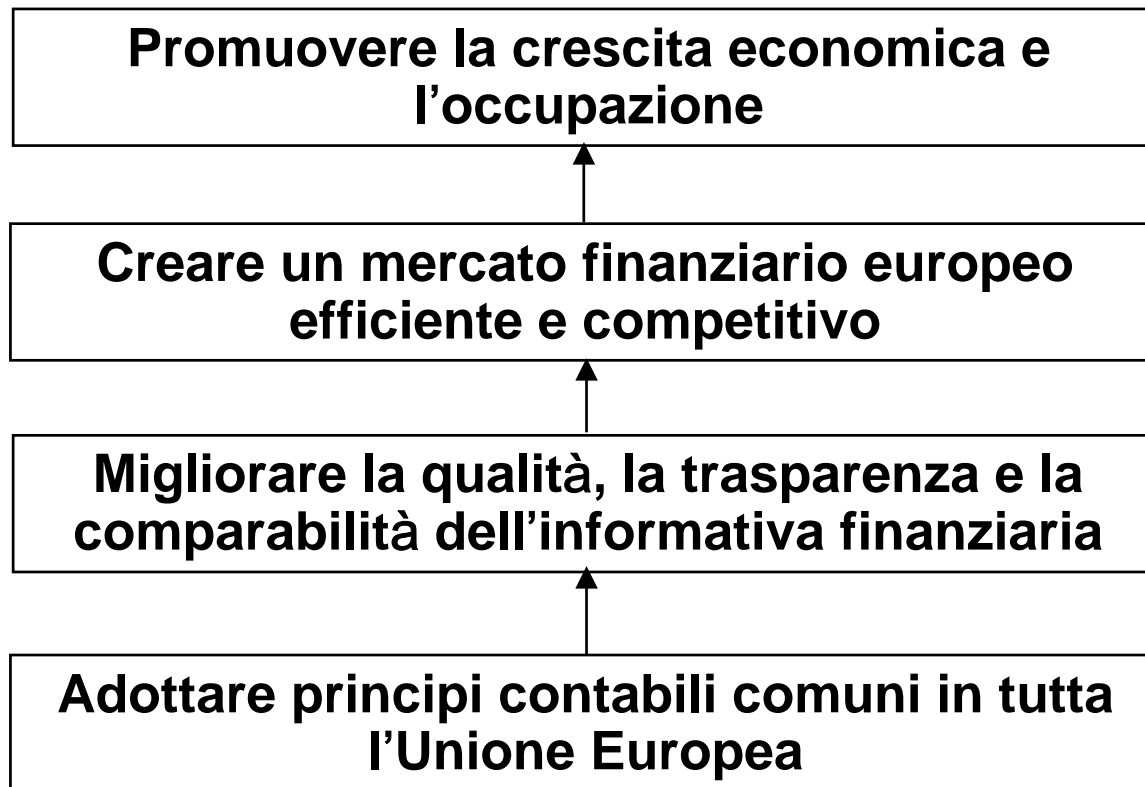 Promuovere la crescita economica e
l'occupazione
Creare un mercato finanziario europeo
efficiente e competitivo
Migliorare la qualità, la trasparenza e la
comparabilità dell'informativa finanziaria
Adottare principi contabili comuni in tutta
l'Unione Europea